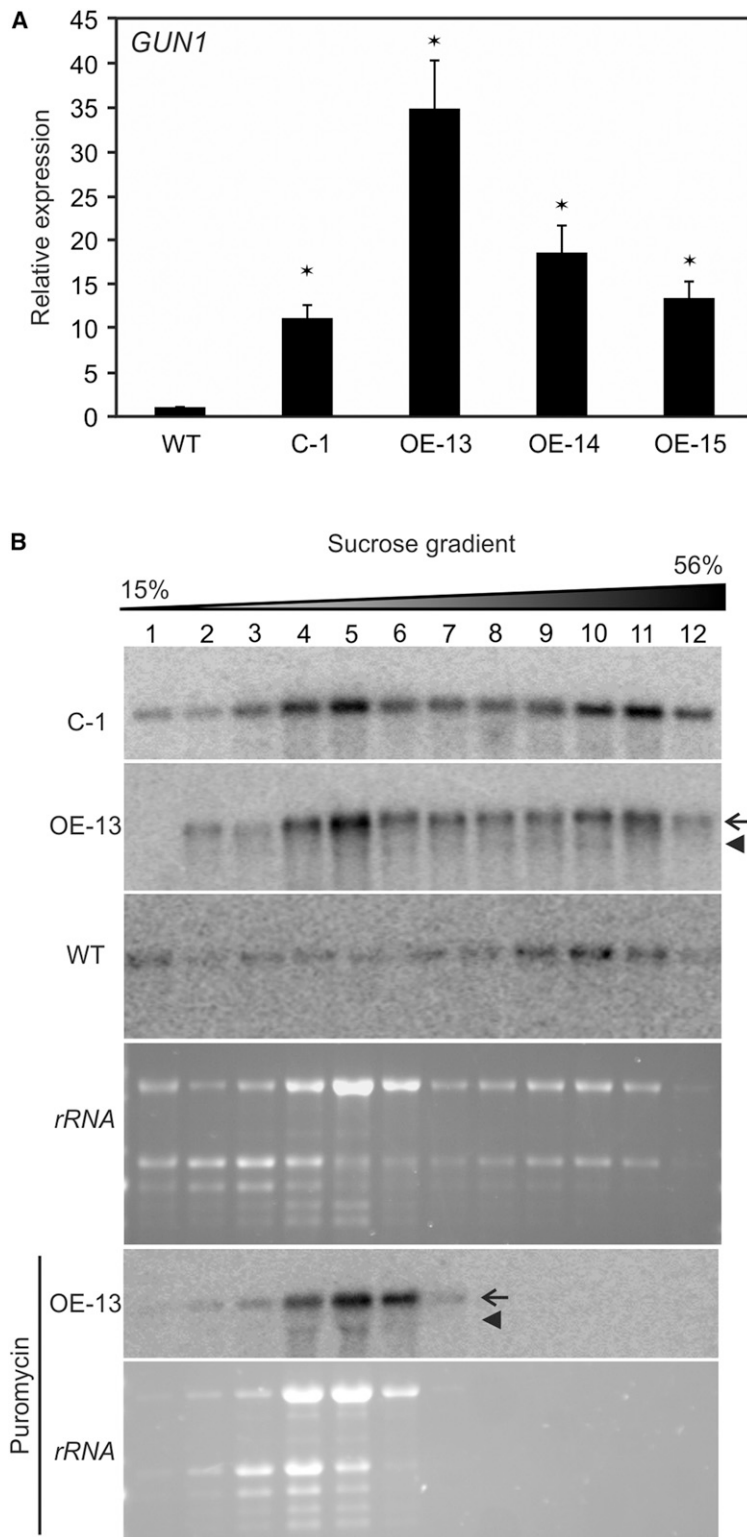 A
GUN1
Relative expression
45
40
35
30
25
20
15
10
5
0
WT C-1 OE-13 OE-14 OE-15
B
Sucrose gradient
15% 56%
1 2 3 4 5 6 7 8 9 10 11 12
C-1
OE-13
WT
rRNA
Puromycin
OE-13
rRNA